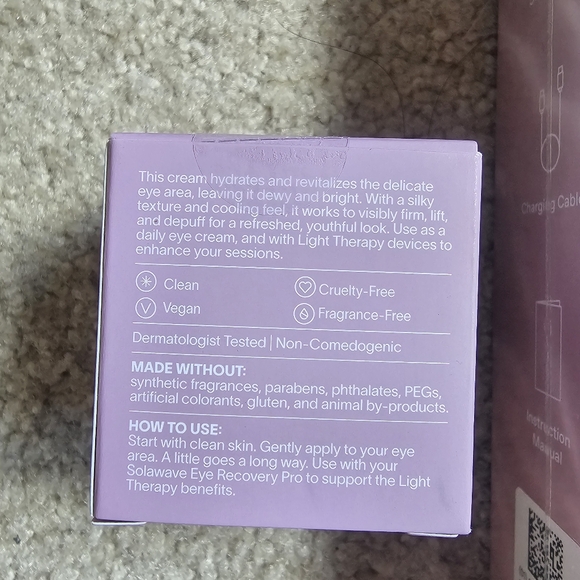 This cream hydrates and revitalizes the delicate
eye area, leaving it dewy and bright. With a silky
texture and cooling feel, it works to visibly firm, lift,
and depuff for a refreshed, youthful look. Use as a
daily eye cream, and with Light Therapy devices to
enhance your sessions.
Clean
Cruelty-Free
Vegan
Fragrance-Free
Dermatologist Tested | Non-Comedogenic
MADE WITHOUT:
synthetic fragrances, parabens, phthalates, PEGs,
artificial colorants, gluten, and animal by-products.
HOW TO USE:
Start with clean skin. Gently apply to your eye
area. A little goes a long way. Use with your
Solawave Eye Recovery Pro to support the Light
Therapy benefits.
Charging Cable
Instruction
Manual